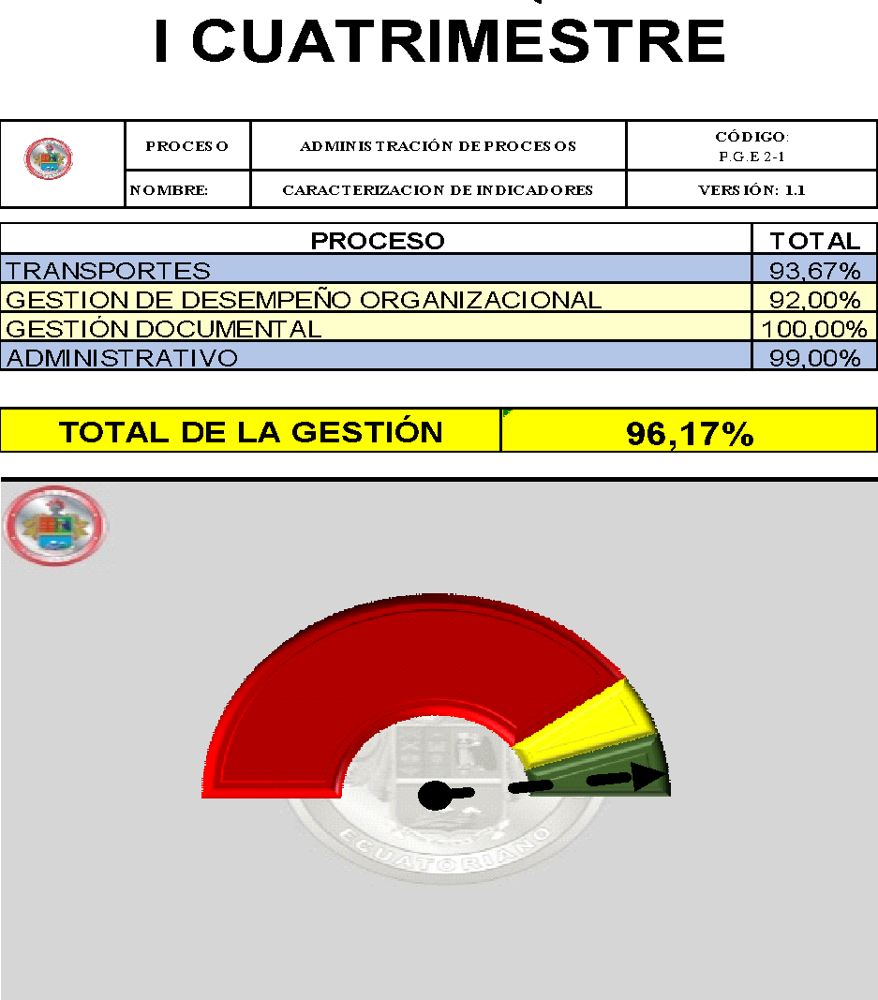 I CUATRIMESTRE
PROCESO
ADMINISTRACIÓN DE PROCESOS
CÓDIGO:
P.G.E 2-1
NOMBRE:
CARACTERIZACION DE INDICADORES
VERSIÓN: 1.1
PROCESO TOTAL
TRANSPORTES 93,67%
GESTION DE DESEMPEÑO ORGANIZACIONAL 92,00%
GESTIÓN DOCUMENTAL 100,00%
ADMINISTRATIVO 99,00%
TOTAL DE LA GESTIÓN 96,17%
ECUATORIANO